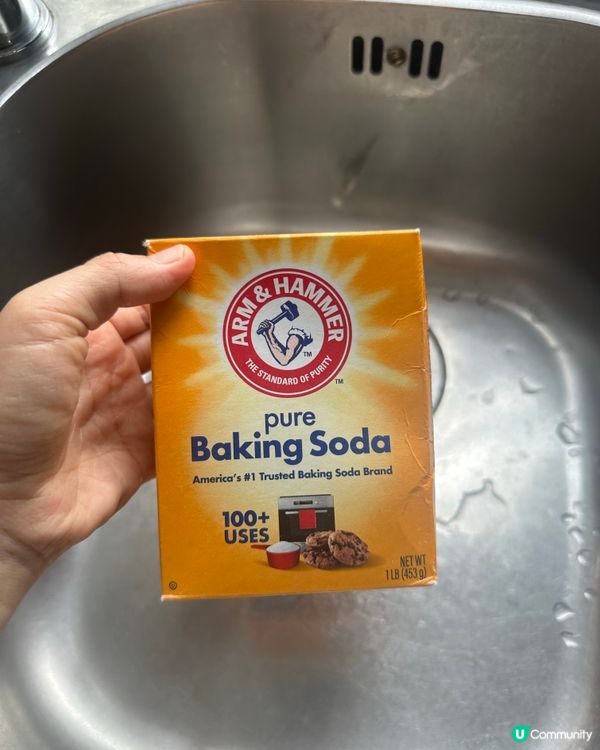 ARM & HAMMER
TM
THE STANDARD OF PURITY
TM
pure
Baking Soda
America's #1 Trusted Baking Soda Brand
100+
USES
NET WT
1 LB (453 g)
U Community